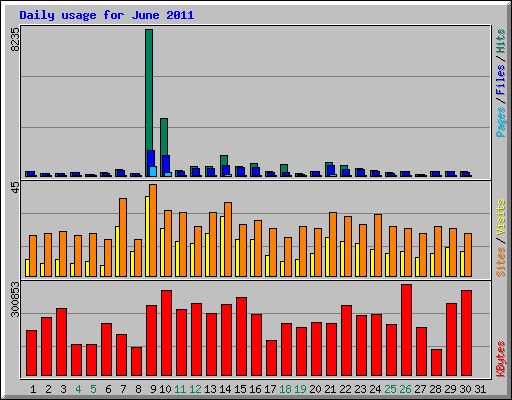 Daily usage for June 2011
8235
Pages / Files / Hits
45
Sites / Visits
300853
KBytes
1 2 3 4 5 6 7 8 9 10 11 12 13 14 15 16 17 18 19 20 21 22 23 24 25 26 27 28 29 30 31